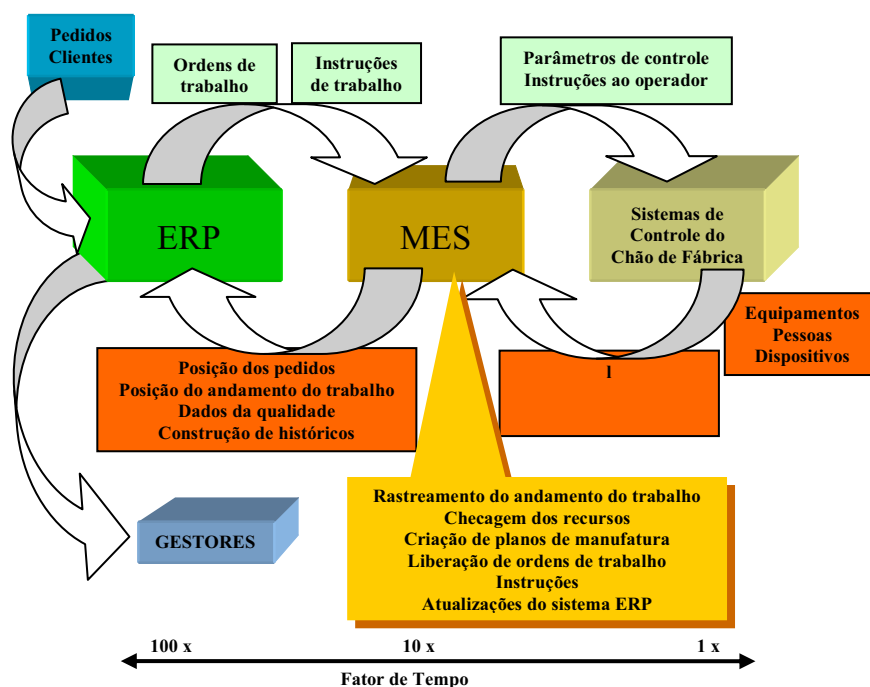 Pedidos
Clientes
Ordens de
trabalho
Instruções
de trabalho
Parâmetros de controle
Instruções ao operador
ERP
MES
Sistemas de
Controle do
Chão de Fábrica
Equipamentos
Pessoas
Dispositivos
Posição dos pedidos
Posição do andamento do trabalho
Dados da qualidade
Construção de históricos
l
Rastreamento do andamento do trabalho
Checagem dos recursos
Criação de planos de manufatura
Liberação de ordens de trabalho
Instruções
Atualizações do sistema ERP
GESTORES
100 x 10 x 1 x
Fator de Tempo